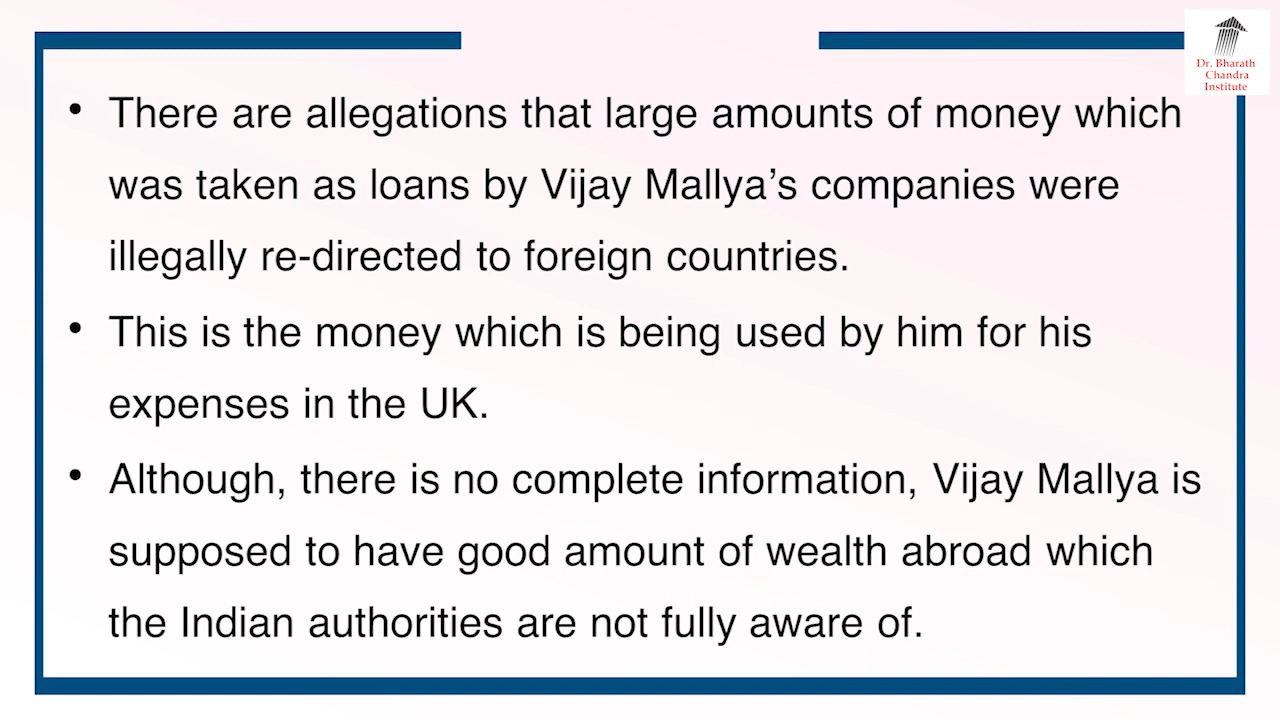 Dr. Bharath
Chandra
Institute
• There are allegations that large amounts of money which
was taken as loans by Vijay Mallya’s companies were
illegally re-directed to foreign countries.
• This is the money which is being used by him for his
expenses in the UK.
• Although, there is no complete information, Vijay Mallya is
supposed to have good amount of wealth abroad which
the Indian authorities are not fully aware of.